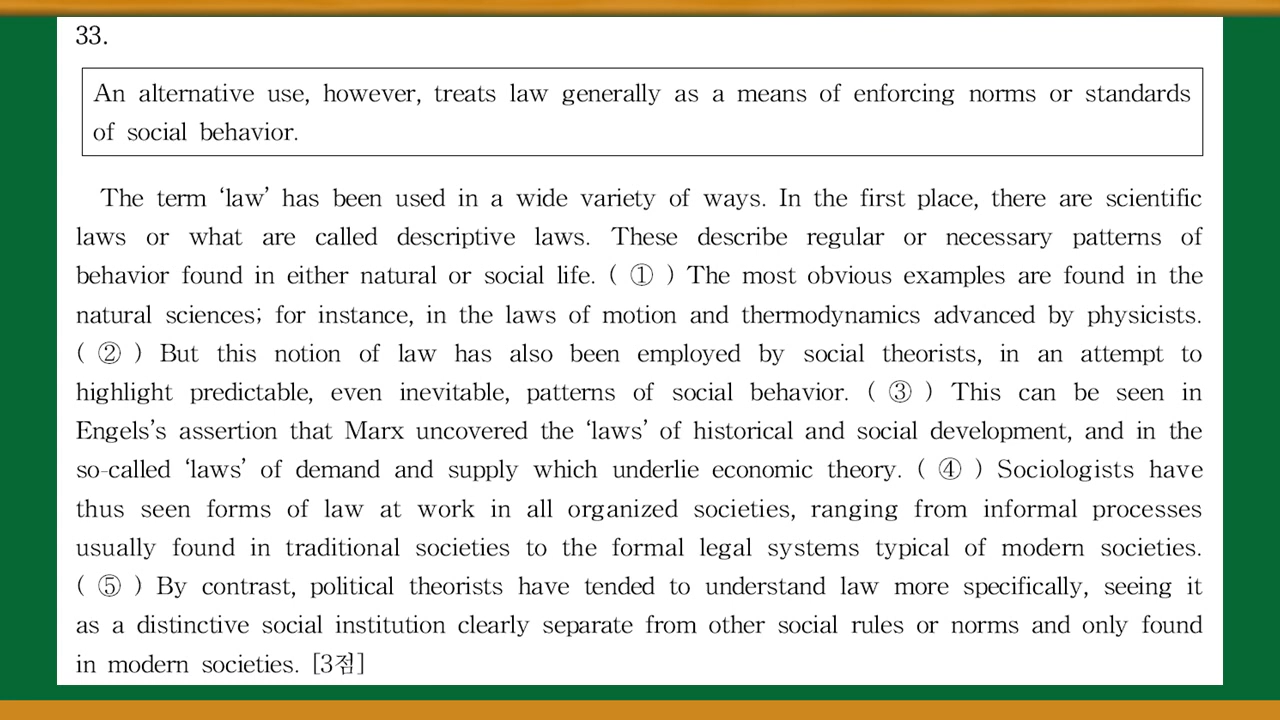 33.
An alternative use, however, treats law generally as a means of enforcing norms or standards
of social behavior.
The term ‘law’ has been used in a wide variety of ways. In the first place, there are scientific
laws or what are called descriptive laws. These describe regular or necessary patterns of
behavior found in either natural or social life. ( ① ) The most obvious examples are found in the
natural sciences; for instance, in the laws of motion and thermodynamics advanced by physicists.
( ② ) But this notion of law has also been employed by social theorists, in an attempt to
highlight predictable, even inevitable, patterns of social behavior. ( ③ ) This can be seen in
Engels’s assertion that Marx uncovered the ‘laws’ of historical and social development, and in the
so-called ‘laws’ of demand and supply which underlie economic theory. ( ④ ) Sociologists have
thus seen forms of law at work in all organized societies, ranging from informal processes
usually found in traditional societies to the formal legal systems typical of modern societies.
( ⑤ ) By contrast, political theorists have tended to understand law more specifically, seeing it
as a distinctive social institution clearly separate from other social rules or norms and only found
in modern societies. [3점]